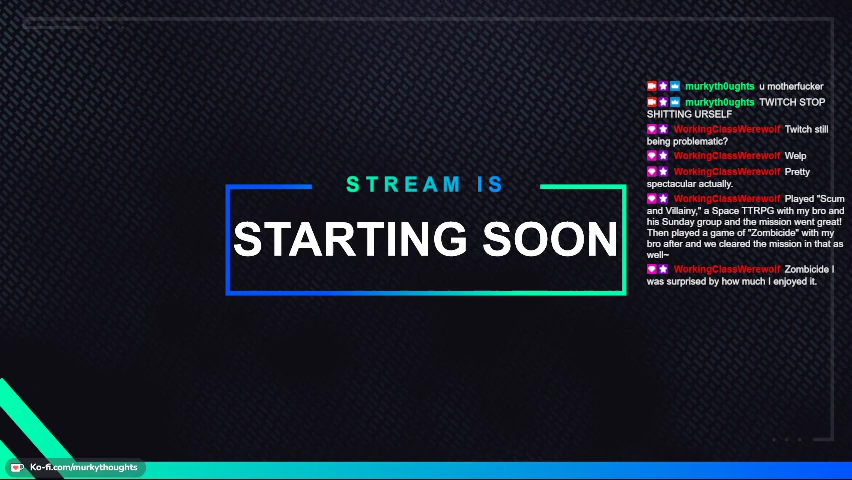 murkyth0ughts u motherfucker
murkyth0ughts TWITCH STOP
SHITTING URSELF
WorkingClassWerewolf Twitch still
being problematic?
WorkingClassWerewolf Welp
WorkingClassWerewolf Pretty
spectacular actually.
WorkingClassWerewolf Played "Scum
and Villainy," a Space TTRPG with my bro and
his Sunday group and the mission went great!
Then played a game of "Zombicide" with my
bro after and we cleared the mission in that as
well~
WorkingClassWerewolf Zombicide I
was surprised by how much I enjoyed it.
STREAM IS
STARTING SOON
Ko-fi.com/murkythoughts